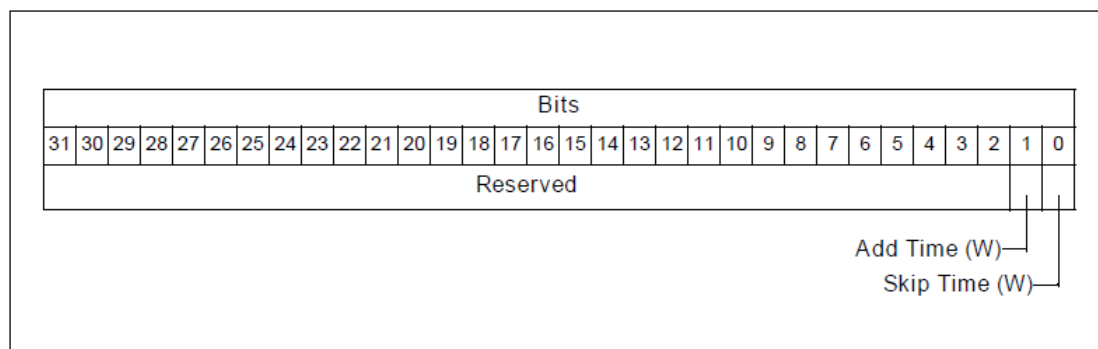 Bits
31 30 29 28 27 26 25 24 23 22 21 20 19 18 17 16 15 14 13 12 11 10 9 8 7 6 5 4 3 2 1 0
Reserved
Add Time (W)
Skip Time (W)